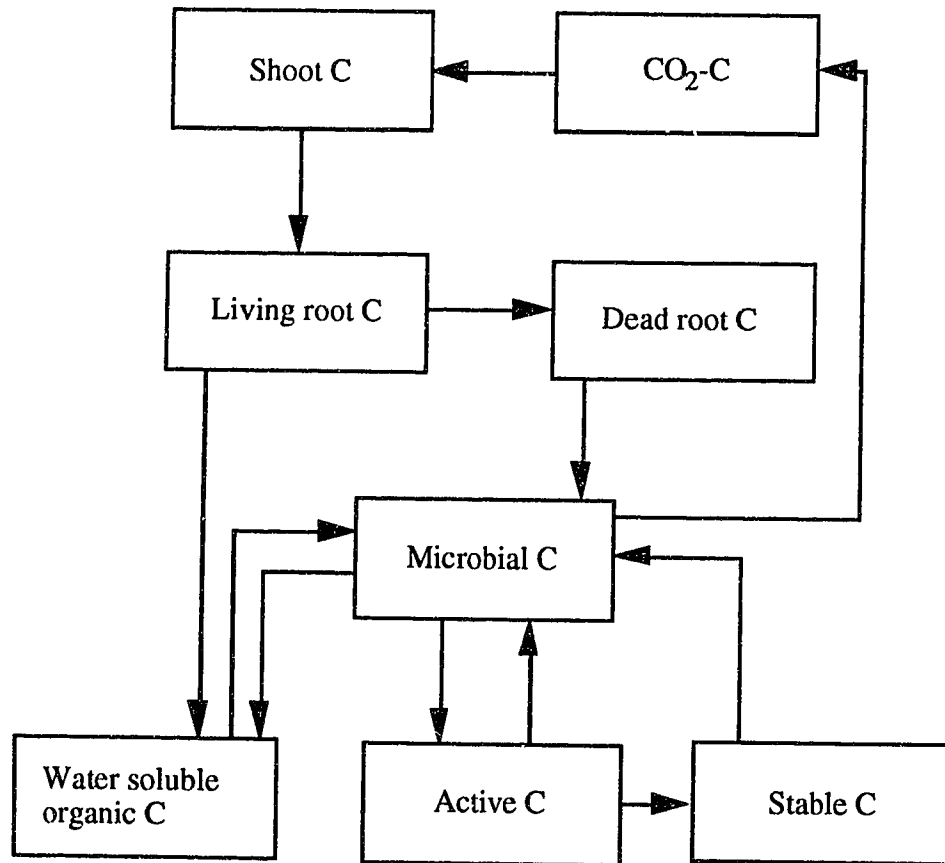 Shoot C
CO₂-C
Living root C
Dead root C
Microbial C
Water soluble
organic C
Active C
Stable C